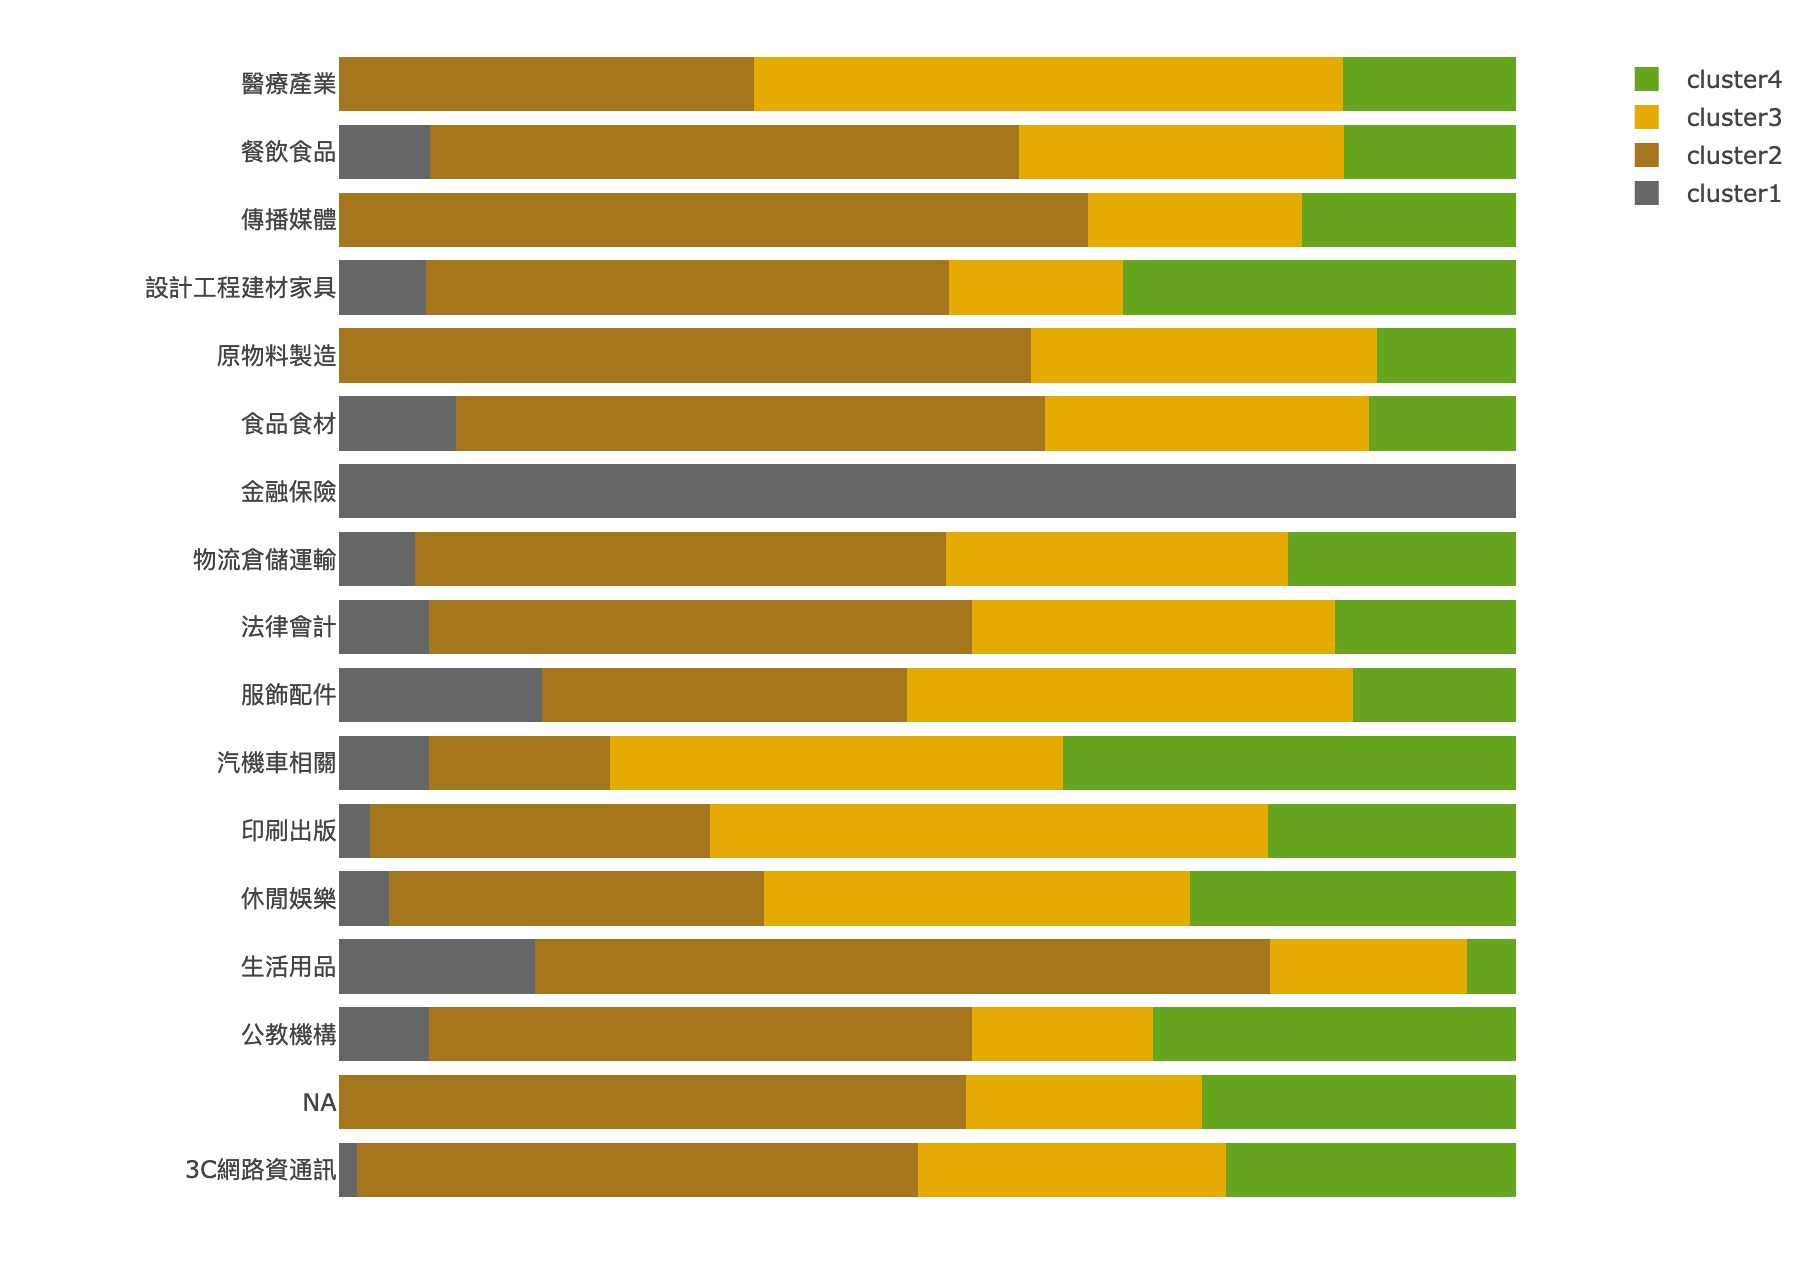 醫療產業
餐飲食品
傳播媒體
設計工程建材家具
原物料製造
食品食材
金融保險
物流倉儲運輸
法律會計
服飾配件
汽機車相關
印刷出版
休閒娛樂
生活用品
公教機構
NA
3C網路資通訊
cluster4
cluster3
cluster2
cluster1